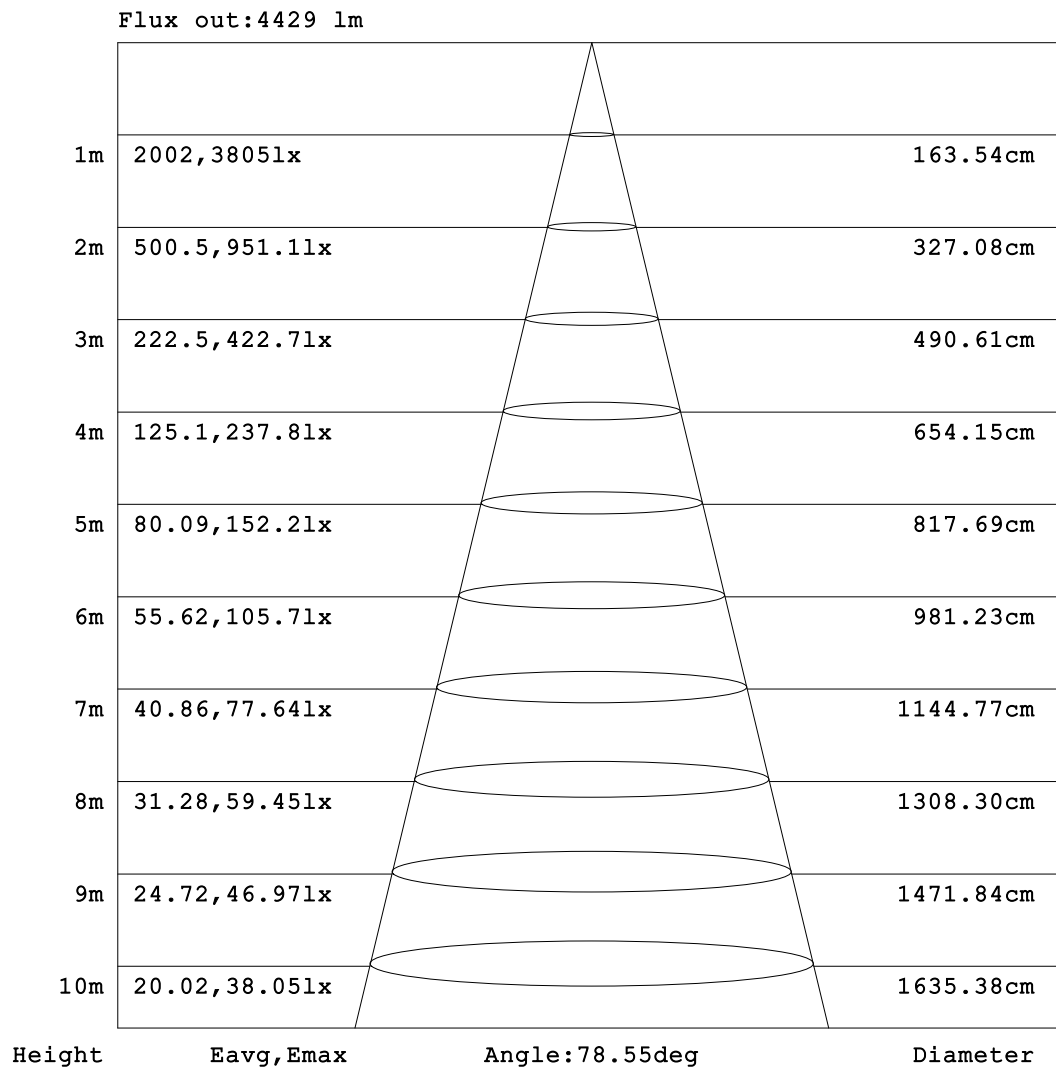 Flux out:4429 lm
1m 2002,3805lx 163.54cm
2m 500.5,951.1lx 327.08cm
3m 222.5,422.7lx 490.61cm
4m 125.1,237.8lx 654.15cm
5m 80.09,152.2lx 817.69cm
6m 55.62,105.7lx 981.23cm
7m 40.86,77.64lx 1144.77cm
8m 31.28,59.45lx 1308.30cm
9m 24.72,46.97lx 1471.84cm
10m 20.02,38.05lx 1635.38cm
Height Eavg,Emax Angle:78.55deg Diameter